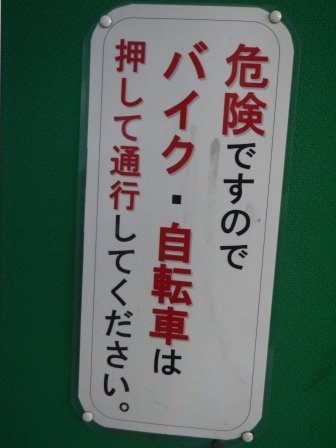 危険ですので
バイク・自転車は
押して通行してください。